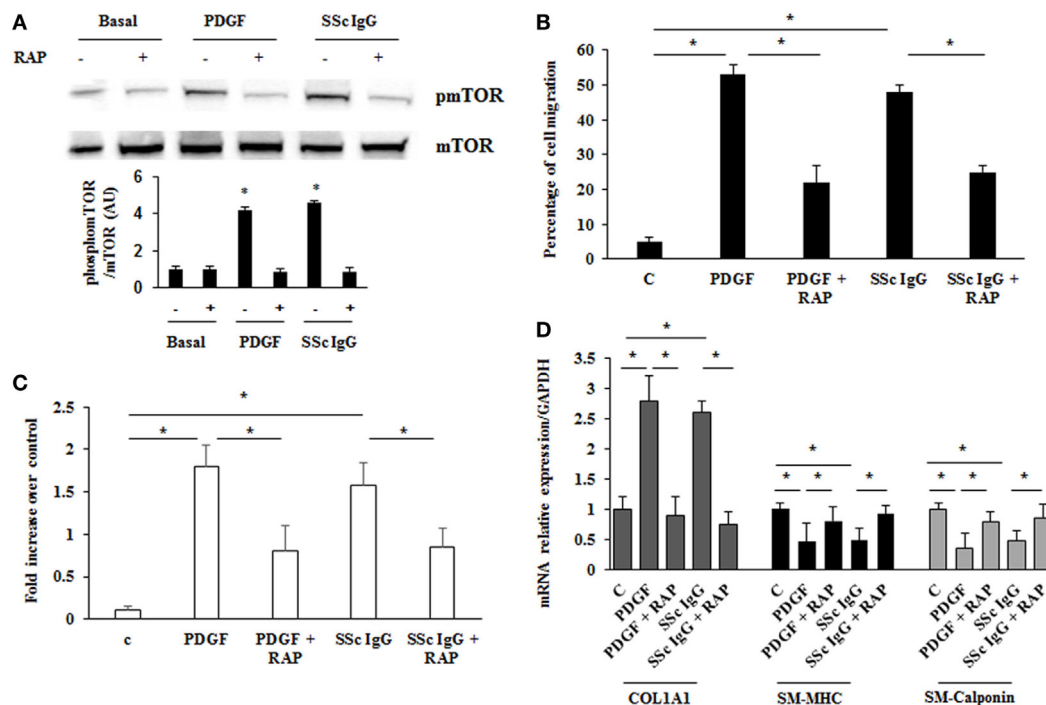 A
Basal PDGF SSc IgG
RAP - + - + - +
pmTOR
mTOR
phosphomTOR
/mTOR (AU)
6
4
2
0
* *
- + - + - +
Basal PDGF SSc IgG
B
Percentage of cell migration
60
50
40
30
20
10
0
*
* * *
C PDGF PDGF + RAP SSc IgG SSc IgG + RAP
C
Fold increase over control
2.5
2
1.5
1
0.5
0
*
* * *
c PDGF PDGF + RAP SSc IgG SSc IgG + RAP
D
mRNA relative expression/GAPDH
3.5
3
2.5
2
1.5
1
0.5
0
*
* * *
*
* * *
*
* * *
C PDGF PDGF + RAP SSc IgG SSc IgG + RAP
C PDGF PDGF + RAP SSc IgG SSc IgG + RAP
C PDGF PDGF + RAP SSc IgG SSc IgG + RAP
COL1A1 SM-MHC SM-Calponin